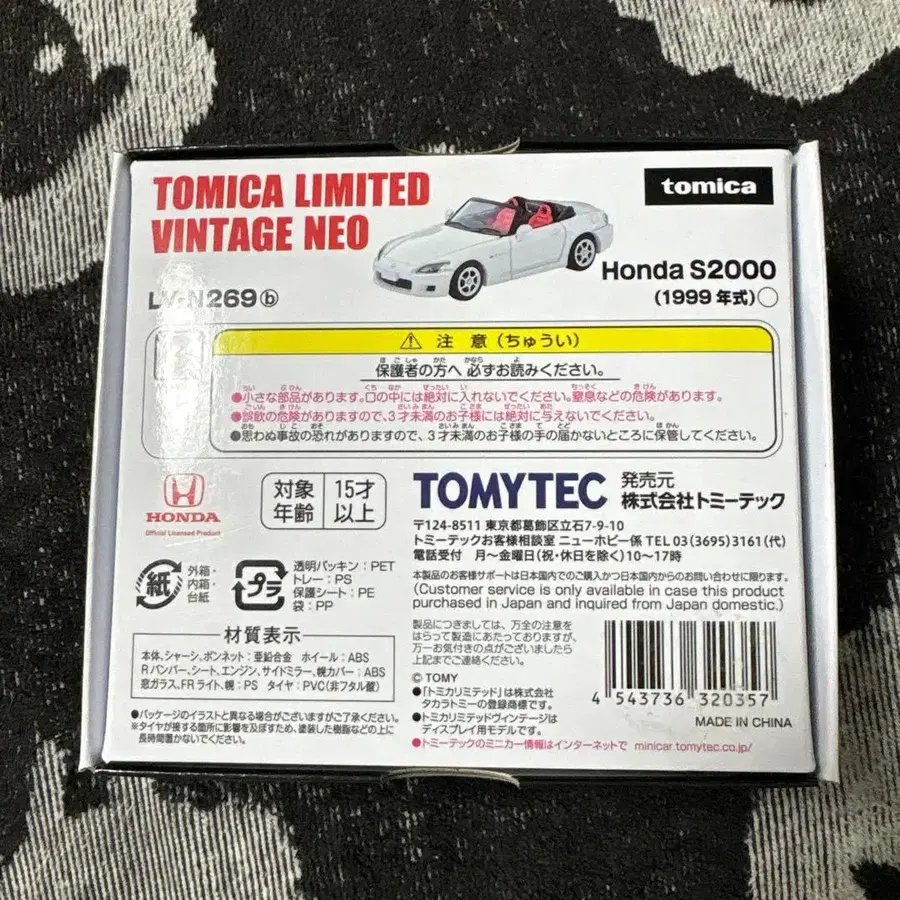 TOMICA LIMITED
VINTAGE NEO
tomica
LV-N269ⓑ
Honda S2000
(1999年式)○
⚠ 注意(ちゅうい)
保護者の方へ 必ずお読みください。
●小さな部品があります。口の中には絶対に入れないでください。窒息などの危険があります。
●誤飲の危険がありますので、3才未満のお子様には絶対に与えないでください。
●思わぬ事故の恐れがありますので、3才未満のお子様の手の届かないところに保管してください。
HONDA
Official Licensed Product
対象年齢 15才以上
TOMYTEC 発売元
株式会社トミーテック
〒124-8511 東京都葛飾区立石7-9-10
トミーテックお客様相談室 ニューホビー係 TEL 03(3695)3161(代)
電話受付 月〜金曜日(祝・休日を除く)10〜17時
紙 外箱・内箱・台紙
プラ 透明パッキン:PET
トレー:PS
保護シート:PE
袋:PP
本製品のお客様サポートは日本国内でのご購入かつ日本国内からのお問い合わせに限ります。
(Customer service is only available in case this product
purchased in Japan and inquired from Japan domestic.)
材質表示
本体、シャーシ、ボンネット:亜鉛合金 ホイール:ABS
Rバンパー、シート、エンジン、サイドミラー、幌カバー:ABS
窓ガラス、FRライト、幌:PS タイヤ:PVC(非フタル酸)
●パッケージのイラストと異なる場合がございますがご了承ください。
※タイヤが接する箇所に影響を及ぼすため、塗装した樹脂などの上に
長時間置かないでください。
製品につきましては、万全の注意を
はらって製造にあたっておりますが、
万一お気付きの点がございましたら
上記までご連絡ください。
© TOMY
●「トミカリミテッド」は株式会社
タカラトミーの登録商標です。
●トミカリミテッドヴィンテージは
ディスプレイ用モデルです。
●トミーテックのミニカー情報はインターネットで minicar.tomytec.co.jp/
4 543736 320357
MADE IN CHINA